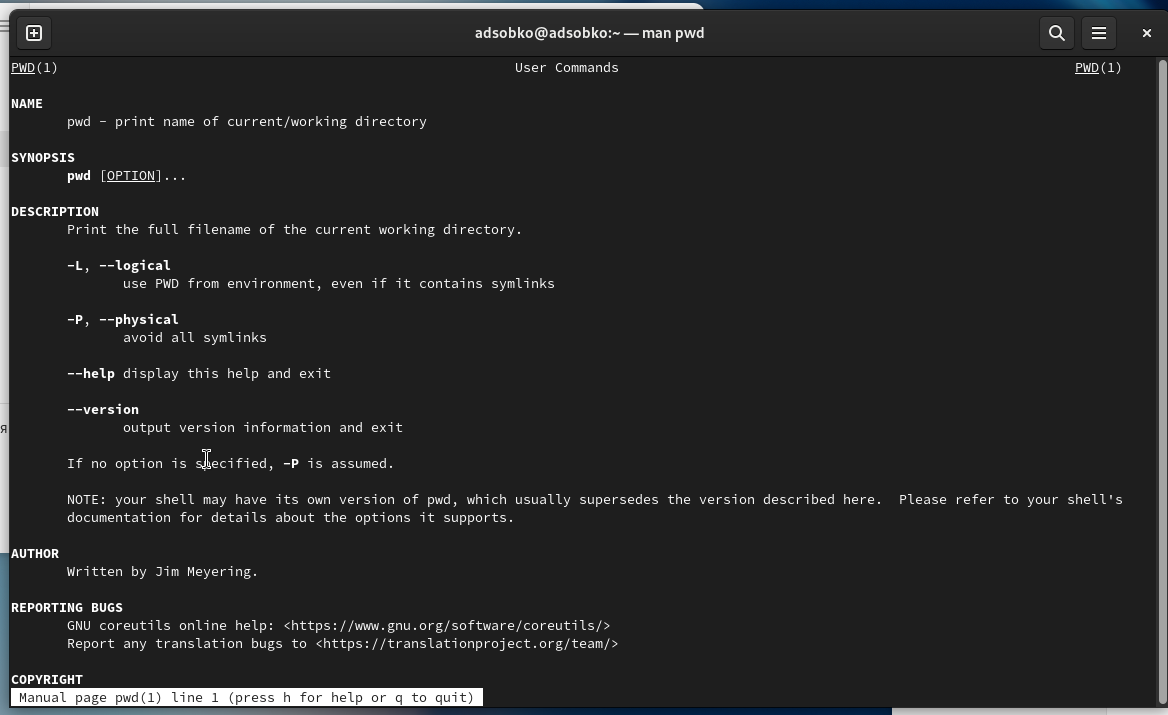 adsobko@adsobko:~ — man pwd
PWD(1) User Commands PWD(1)
NAME
pwd - print name of current/working directory
SYNOPSIS
pwd [OPTION]...
DESCRIPTION
Print the full filename of the current working directory.
-L, --logical
use PWD from environment, even if it contains symlinks
-P, --physical
avoid all symlinks
--help display this help and exit
--version
output version information and exit
If no option is specified, -P is assumed.
NOTE: your shell may have its own version of pwd, which usually supersedes the version described here.  Please refer to your shell's
documentation for details about the options it supports.
AUTHOR
Written by Jim Meyering.
REPORTING BUGS
GNU coreutils online help: <https://www.gnu.org/software/coreutils/>
Report any translation bugs to <https://translationproject.org/team/>
COPYRIGHT
Manual page pwd(1) line 1 (press h for help or q to quit)
я